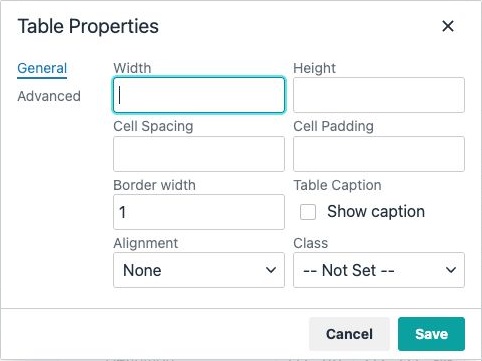 Table Properties
General
Advanced
Width
Height
Cell Spacing
Cell Padding
Border width
Table Caption
1
Show caption
Alignment
Class
None
-- Not Set --
Cancel
Save